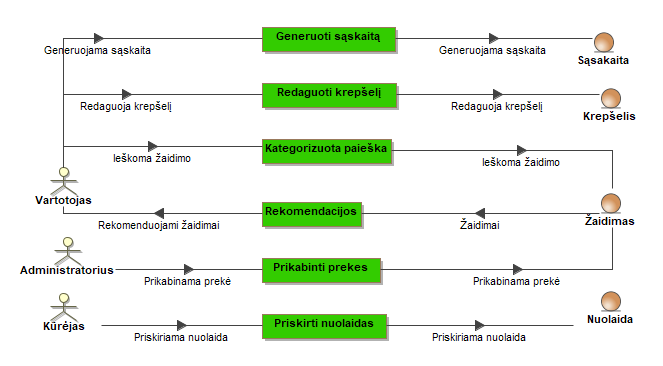 Generuoti sąskaitą
Generuojama sąskaita
Generuojama sąskaita
Sąsakaita
Redaguoti krepšelį
Redaguoja krepšelį
Redaguoja krepšelį
Krepšelis
Kategorizuota paieška
Ieškoma žaidimo
Ieškoma žaidimo
Vartotojas
Rekomendacijos
Rekomenduojami žaidimai
Žaidimai
Žaidimas
Administratorius
Prikabinti prekes
Prikabinama prekė
Prikabinama prekė
Kūrėjas
Priskirti nuolaidas
Priskiriama nuolaida
Priskiriama nuolaida
Nuolaida